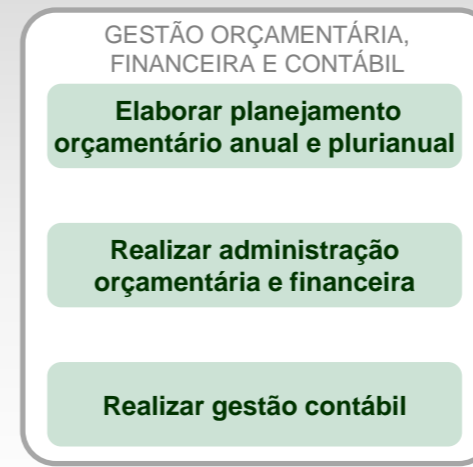 GESTÃO ORÇAMENTÁRIA,
FINANCEIRA E CONTÁBIL
Elaborar planejamento
orçamentário anual e plurianual
Realizar administração
orçamentária e financeira
Realizar gestão contábil